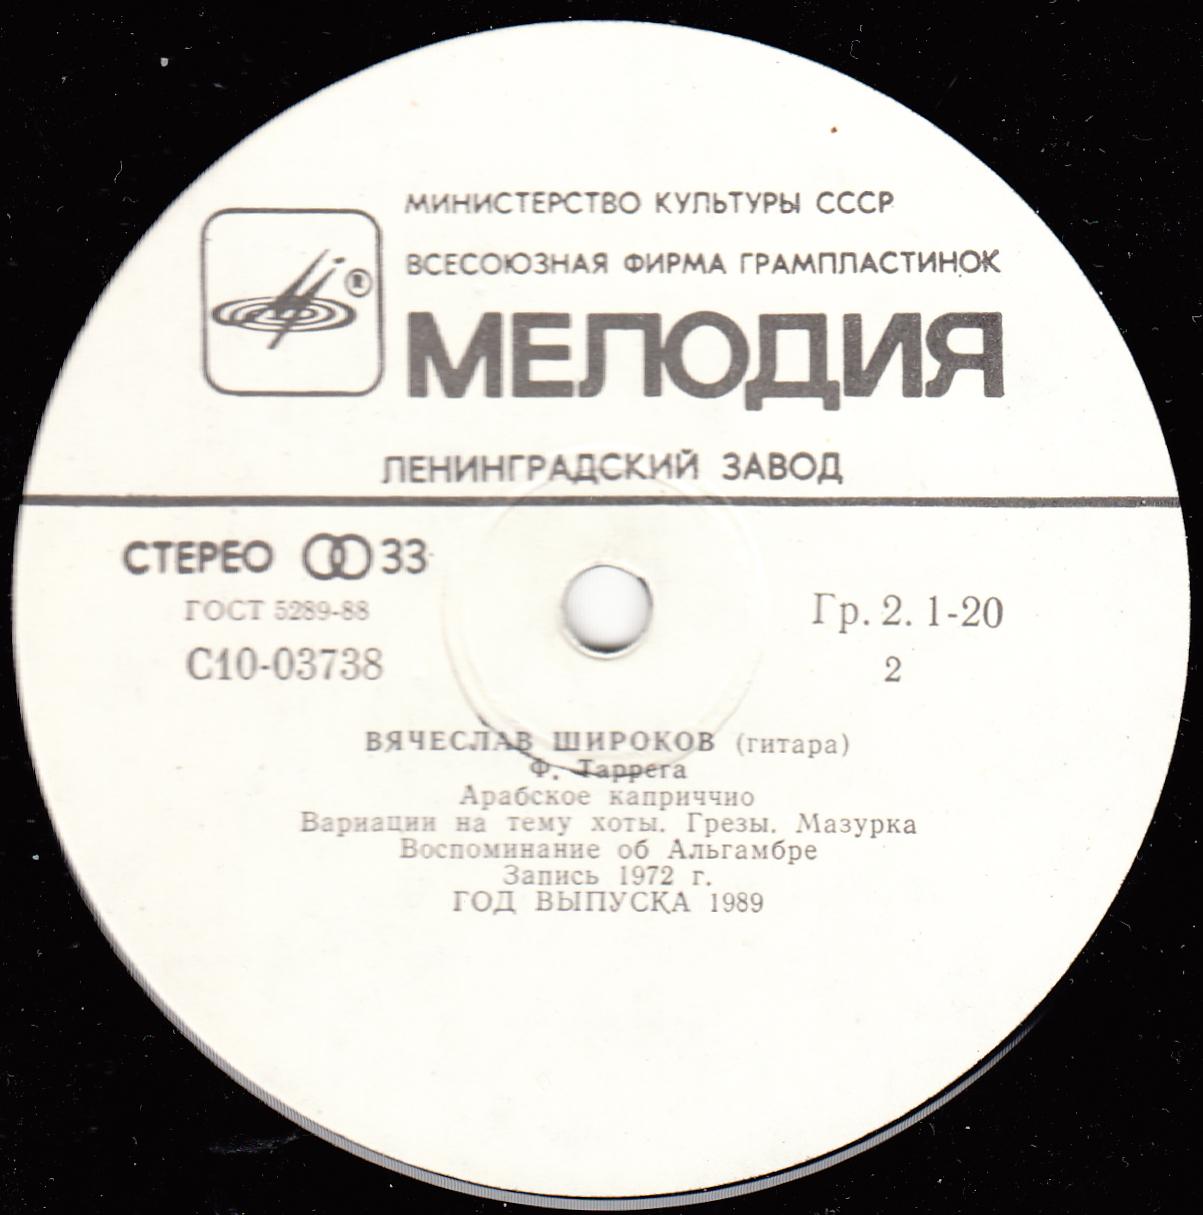 МИНИСТЕРСТВО КУЛЬТУРЫ СССР
ВСЕСОЮЗНАЯ ФИРМА ГРАМПЛАСТИНОК
®
МЕЛОДИЯ
ЛЕНИНГРАДСКИЙ ЗАВОД
СТЕРЕО 33
ГОСТ 5289-88
С10-03738
Гр. 2. 1-20
2
ВЯЧЕСЛАВ ШИРОКОВ (гитара)
Ф. Таррега
Арабское каприччио
Вариации на тему хоты. Грезы. Мазурка
Воспоминание об Альгамбре
Запись 1972 г.
ГОД ВЫПУСКА 1989